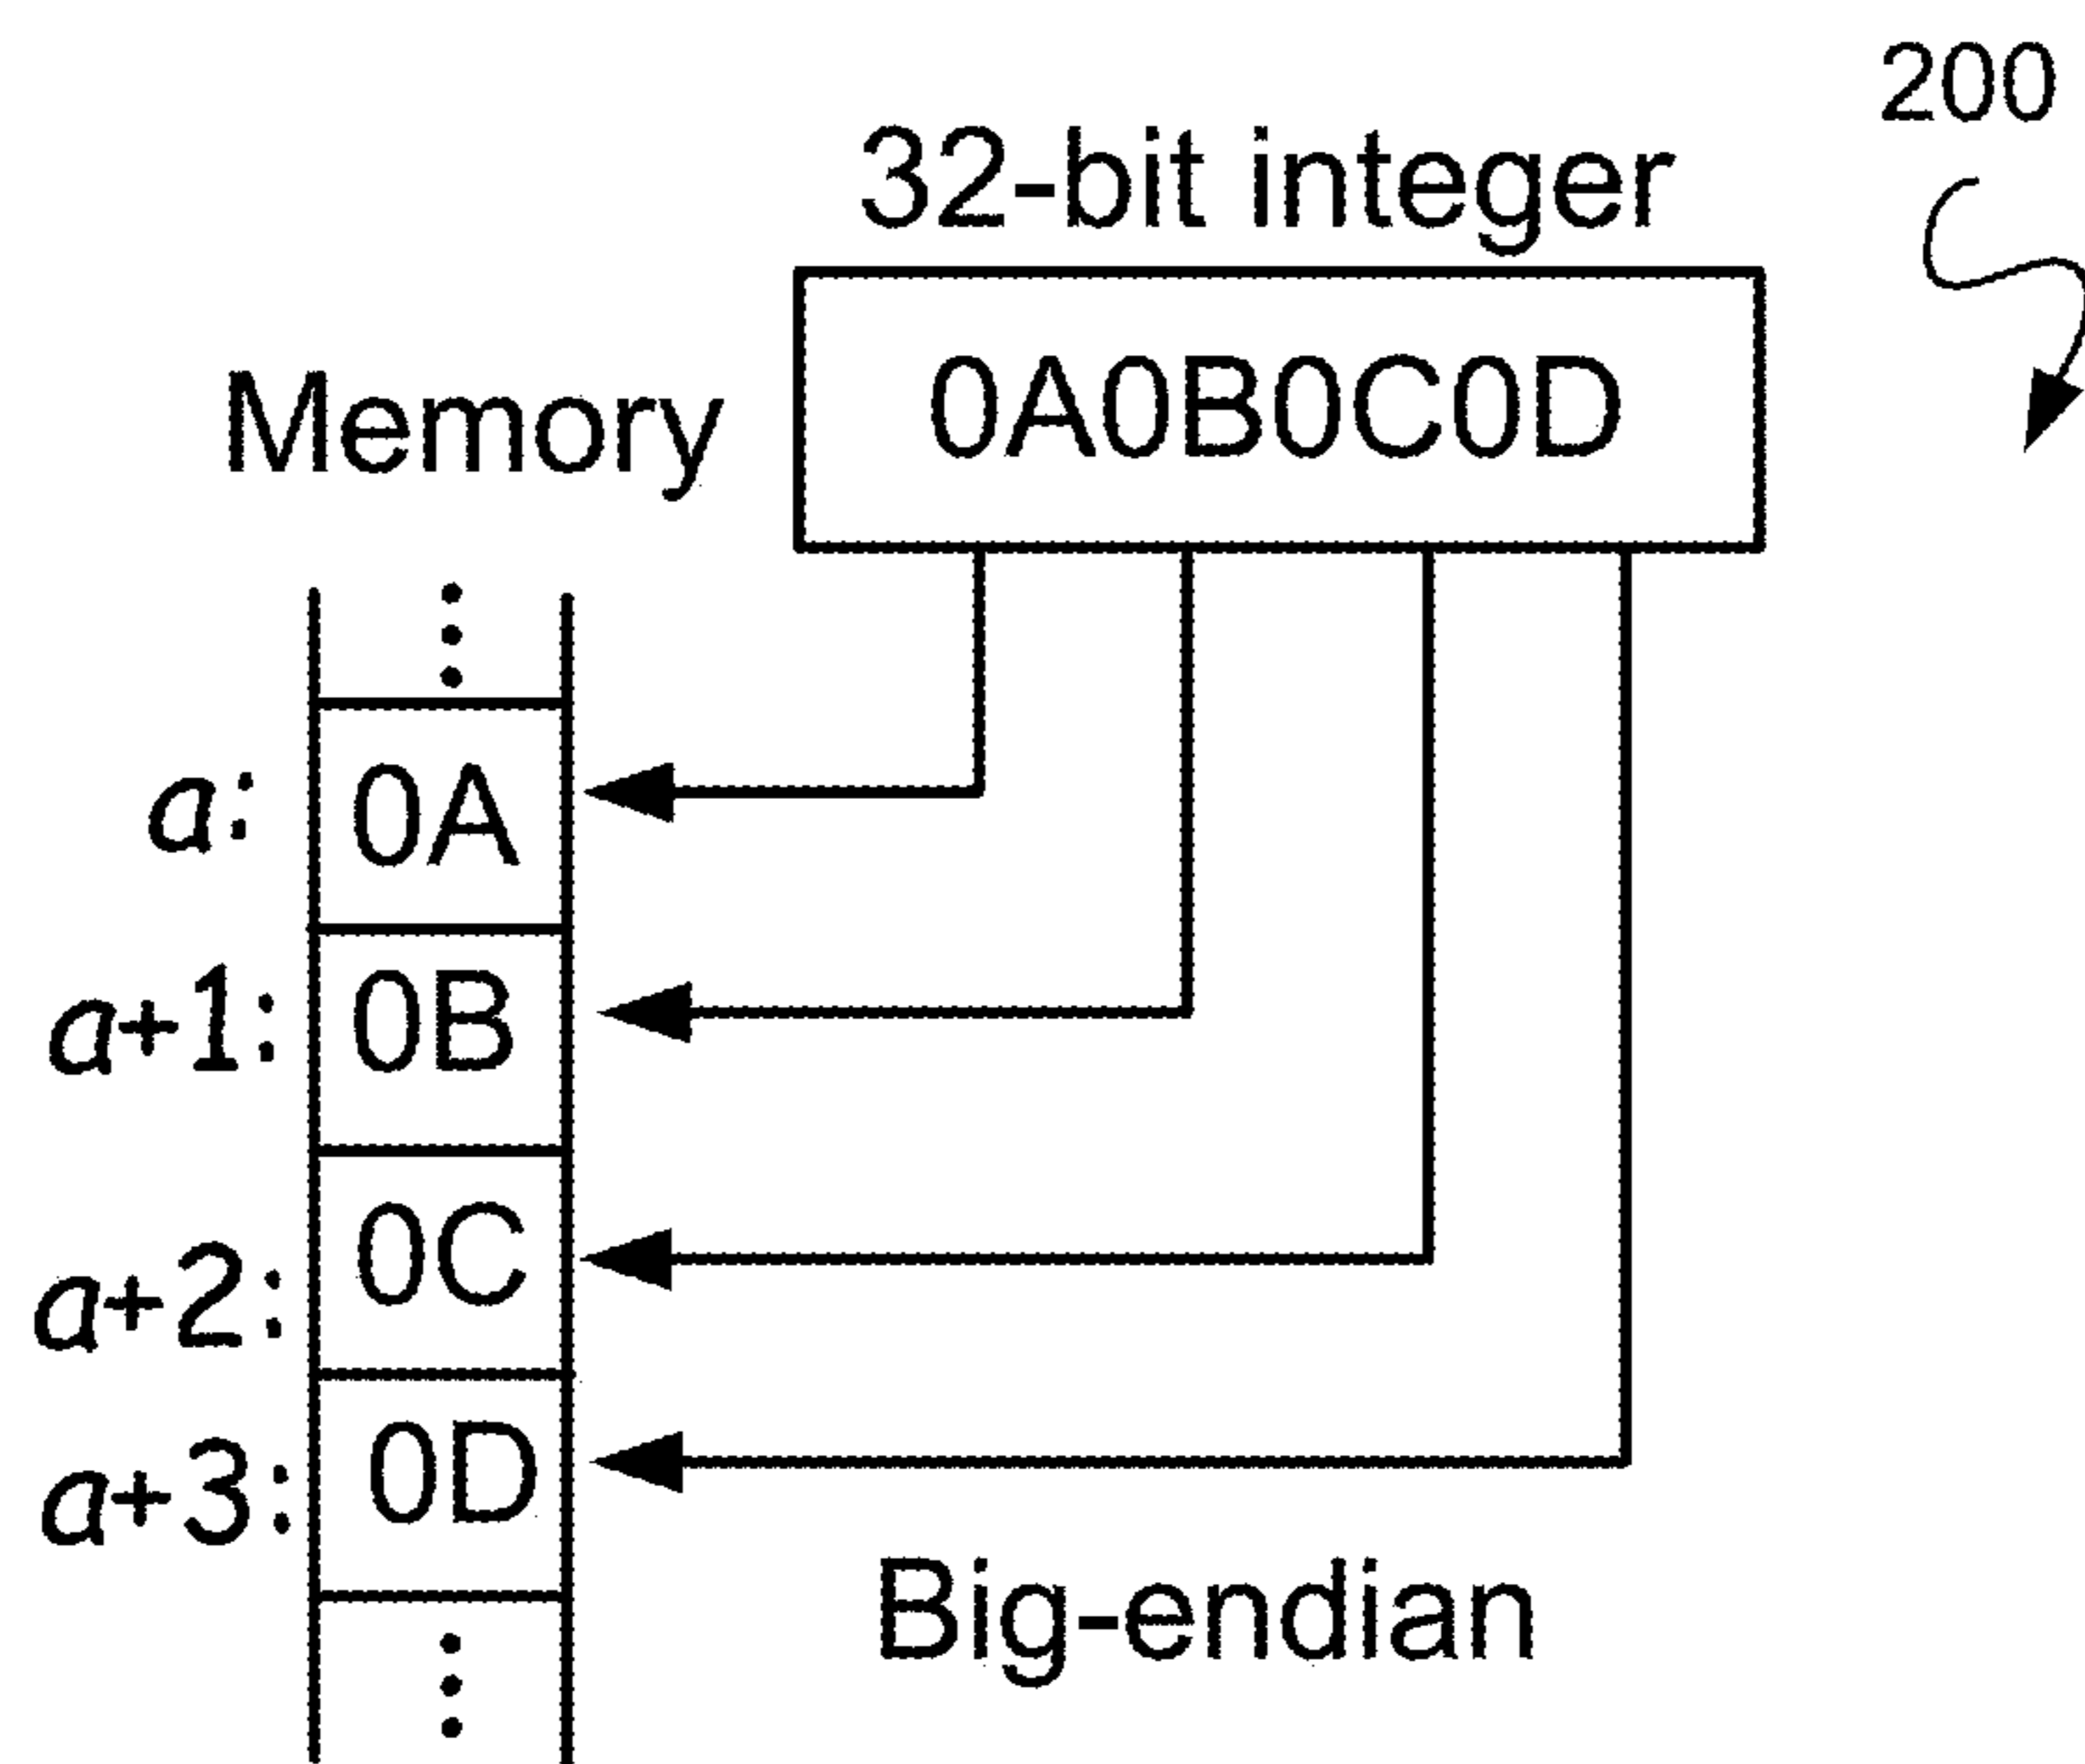 200
32-bit integer
0A0B0C0D
Memory
a: 0A
a+1: 0B
a+2: 0C
a+3: 0D
Big-endian